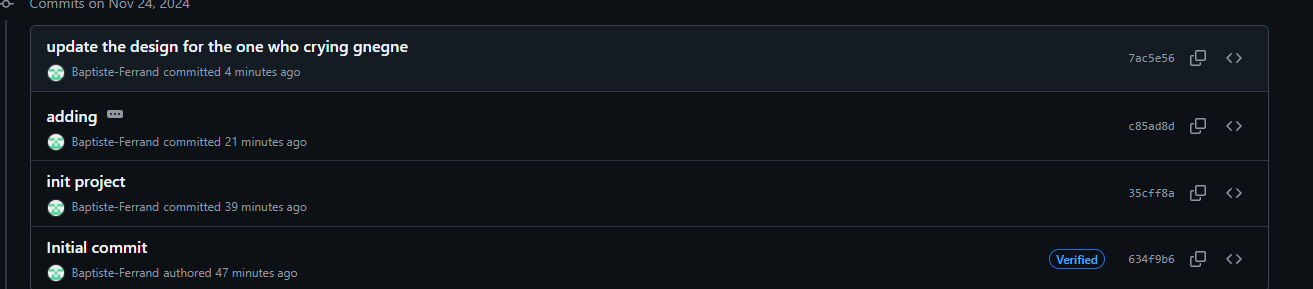 Commits on Nov 24, 2024
update the design for the one who crying gnegne
Baptiste-Ferrand committed 4 minutes ago
7ac5e56
adding
Baptiste-Ferrand committed 21 minutes ago
c85ad8d
init project
Baptiste-Ferrand committed 39 minutes ago
35cff8a
Initial commit
Baptiste-Ferrand authored 47 minutes ago
Verified
634f9b6